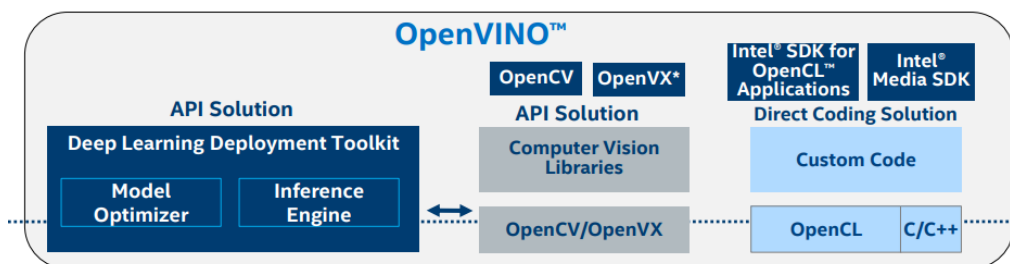 OpenVINO™
API Solution
Deep Learning Deployment Toolkit
Model
Optimizer
Inference
Engine
OpenCV
OpenVX*
API Solution
Computer Vision
Libraries
OpenCV/OpenVX
Intel® SDK for
OpenCL™
Applications
Intel®
Media SDK
Direct Coding Solution
Custom Code
OpenCL
C/C++